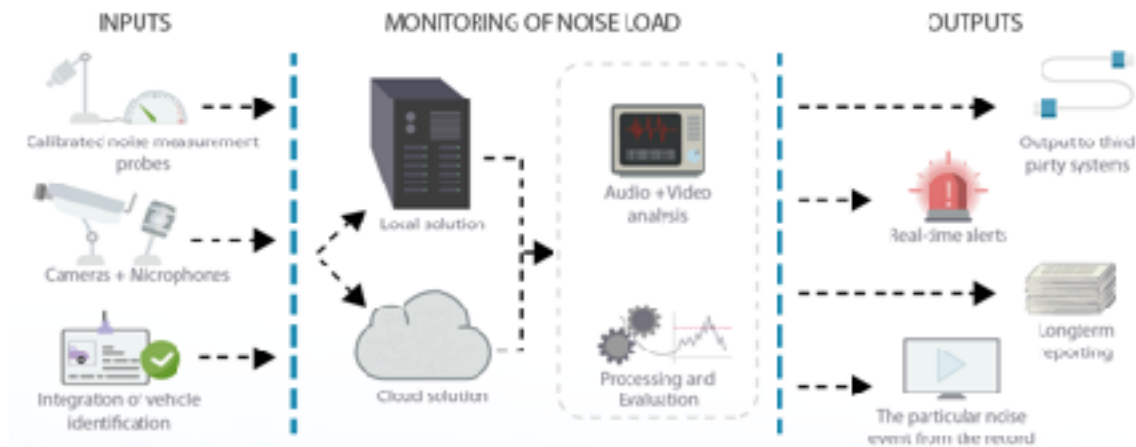 INPUTS
Calibrated noise measurement
probes
Cameras + Microphones
Integration of vehicle
identification
MONITORING OF NOISE LOAD
Local solution
Cloud solution
Audio + Video
analysis
Processing and
Evaluation
OUTPUTS
Output to third
party systems
Real-time alerts
Longterm
reporting
The particular noise
event from the record